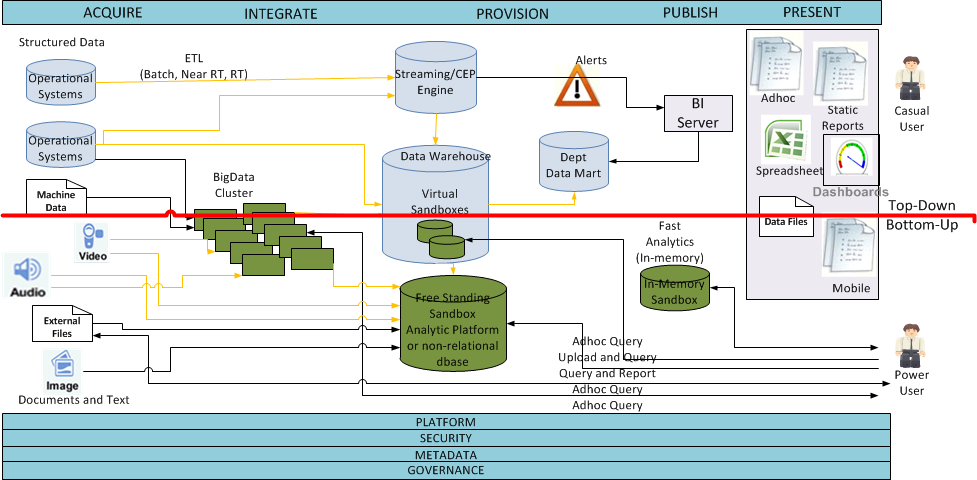 ACQUIRE
INTEGRATE
PROVISION
PUBLISH
PRESENT
Structured Data
Operational
Systems
ETL
(Batch, Near RT, RT)
Streaming/CEP
Engine
Alerts
BI
Server
Adhoc
Static
Reports
Casual
User
Operational
Systems
Data Warehouse
Dept
Data Mart
Spreadsheet
Dashboards
Machine
Data
BigData
Cluster
Virtual
Sandboxes
Data Files
Top-Down
Bottom-Up
Video
Fast
Analytics
(In-memory)
Audio
In-Memory
Sandbox
Mobile
External
Files
Free Standing
Sandbox
Analytic Platform
or non-relational
dbase
Adhoc Query
Upload and Query
Query and Report
Adhoc Query
Adhoc Query
Power
User
Image
Documents and Text
PLATFORM
SECURITY
METADATA
GOVERNANCE